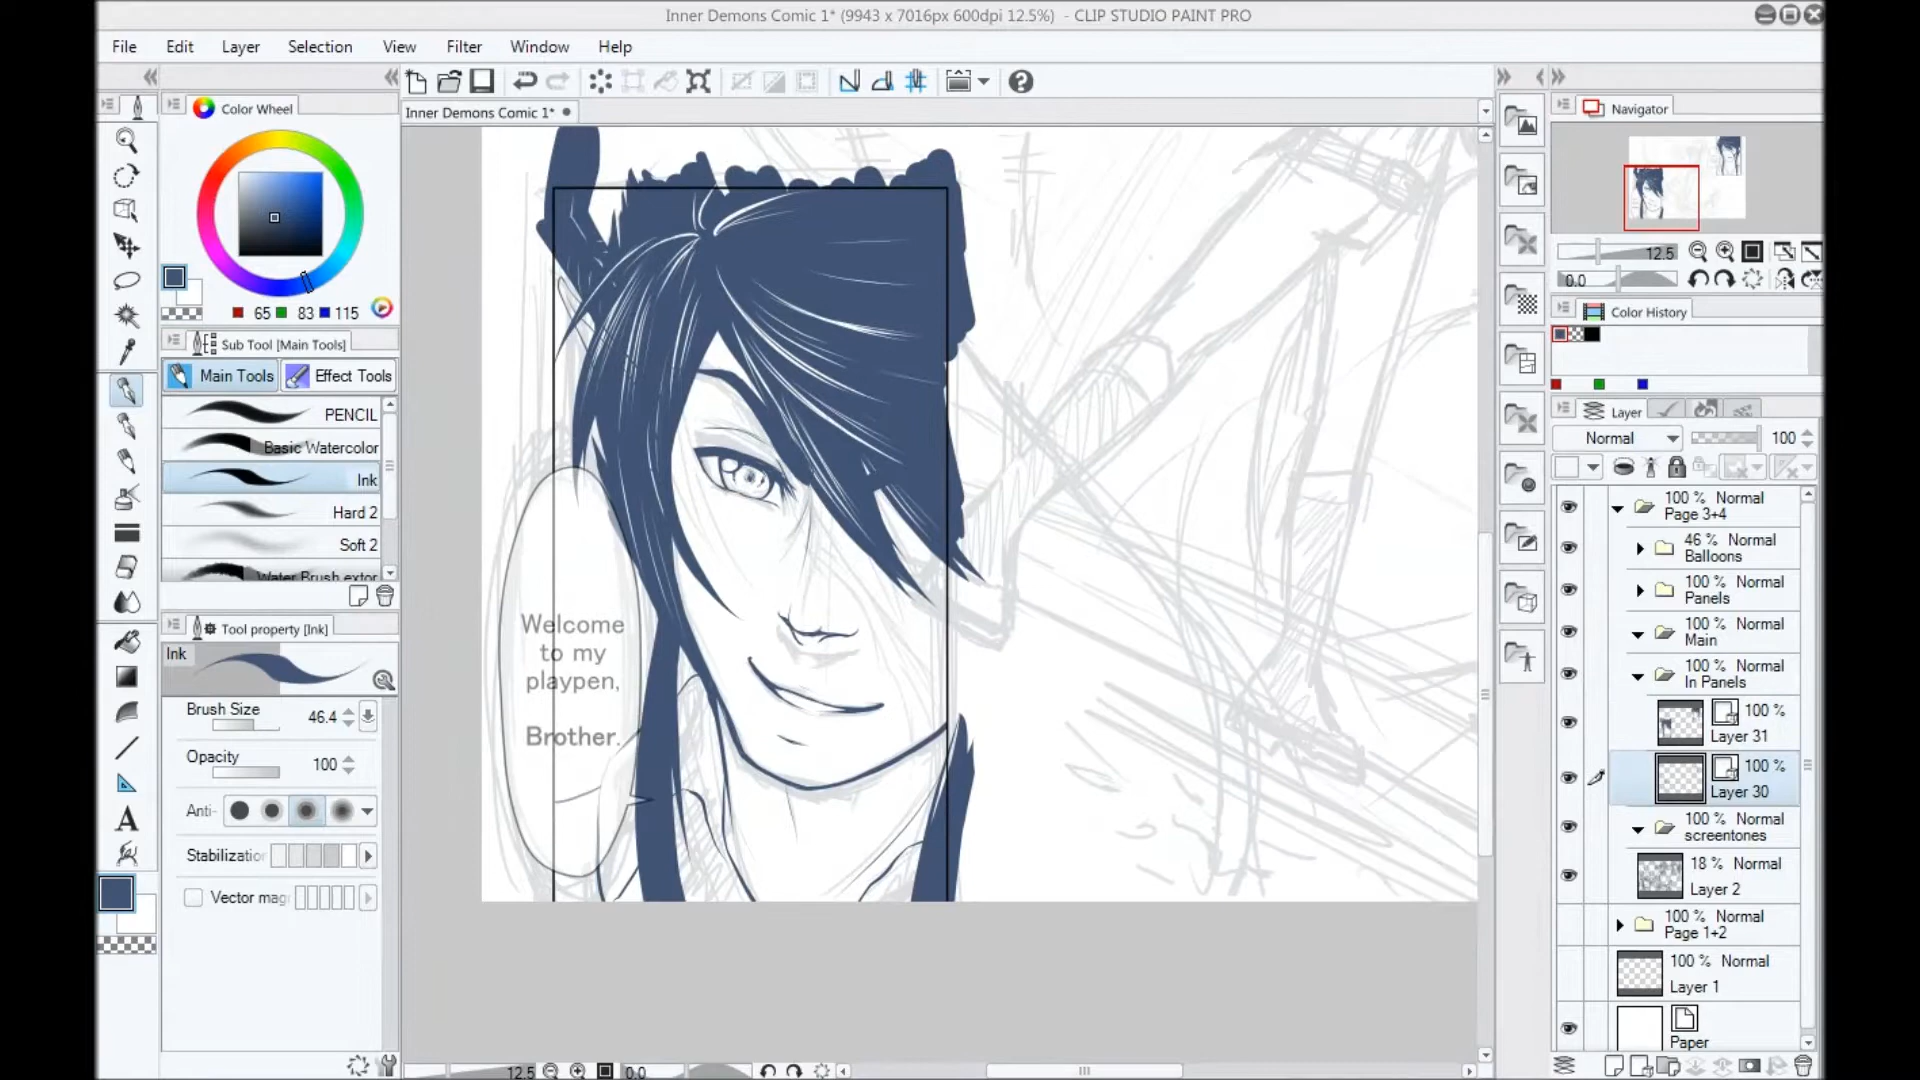 Inner Demons Comic 1* (9943 x 7016px 600dpi 12.5%) - CLIP STUDIO PAINT PRO
File Edit Layer Selection View Filter Window Help
Color Wheel
65 83 115
Sub Tool [Main Tools]
Main Tools Effect Tools
PENCIL
Basic Watercolor
Ink
Hard 2
Soft 2
Water Brush extor
Tool property [Ink]
Ink
Brush Size 46.4
Opacity 100
Anti-
Stabilization
Vector mag
Inner Demons Comic 1*
Welcome
to my
playpen,
Brother.
12.5 0.0
Navigator
12.5
0.0
Color History
Layer
Normal 100
100 % Normal
Page 3+4
46 % Normal
Balloons
100 % Normal
Panels
100 % Normal
Main
100 % Normal
In Panels
100 %
Layer 31
100 %
Layer 30
100 % Normal
screentones
18 % Normal
Layer 2
100 % Normal
Page 1+2
100 % Normal
Layer 1
Paper